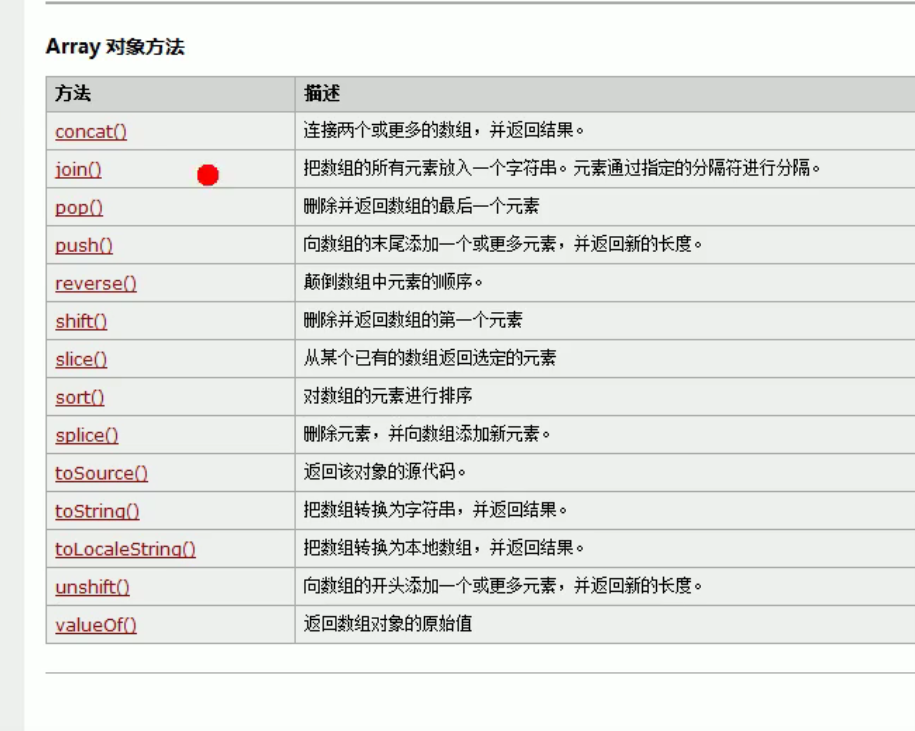 Array 对象方法
方法 描述
concat() 连接两个或更多的数组，并返回结果。
join() 把数组的所有元素放入一个字符串。元素通过指定的分隔符进行分隔。
pop() 删除并返回数组的最后一个元素
push() 向数组的末尾添加一个或更多元素，并返回新的长度。
reverse() 颠倒数组中元素的顺序。
shift() 删除并返回数组的第一个元素
slice() 从某个已有的数组返回选定的元素
sort() 对数组的元素进行排序
splice() 删除元素，并向数组添加新元素。
toSource() 返回该对象的源代码。
toString() 把数组转换为字符串，并返回结果。
toLocaleString() 把数组转换为本地数组，并返回结果。
unshift() 向数组的开头添加一个或更多元素，并返回新的长度。
valueOf() 返回数组对象的原始值